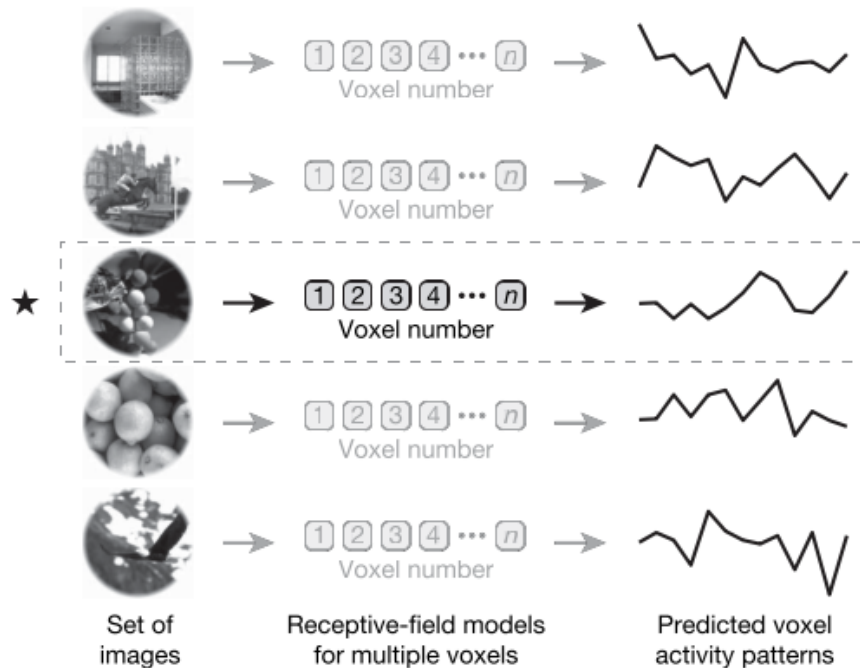 1 2 3 4 ••• n
Voxel number
1 2 3 4 ••• n
Voxel number
★
1 2 3 4 ••• n
Voxel number
1 2 3 4 ••• n
Voxel number
1 2 3 4 ••• n
Voxel number
Set of images
Receptive-field models for multiple voxels
Predicted voxel activity patterns